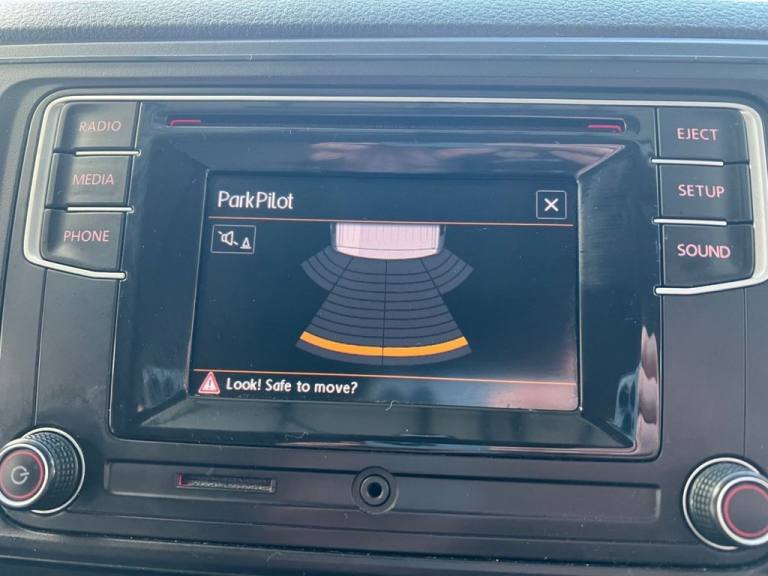 RADIO
MEDIA
PHONE
ParkPilot
Look! Safe to move?
EJECT
SETUP
SOUND